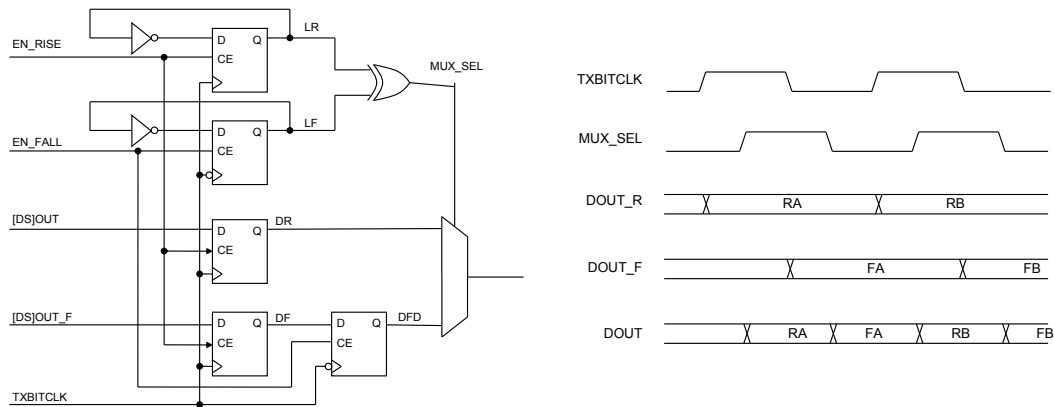 LR
D Q
EN_RISE
CE
MUX_SEL
LF
D Q
EN_FALL
CE
[DS]OUT
D Q
DR
CE
[DS]OUT_F
D Q
DF
D Q
DFD
CE
CE
TXBITCLK
TXBITCLK
MUX_SEL
DOUT_R
RA
RB
DOUT_F
FA
FB
DOUT
RA
FA
RB
FB